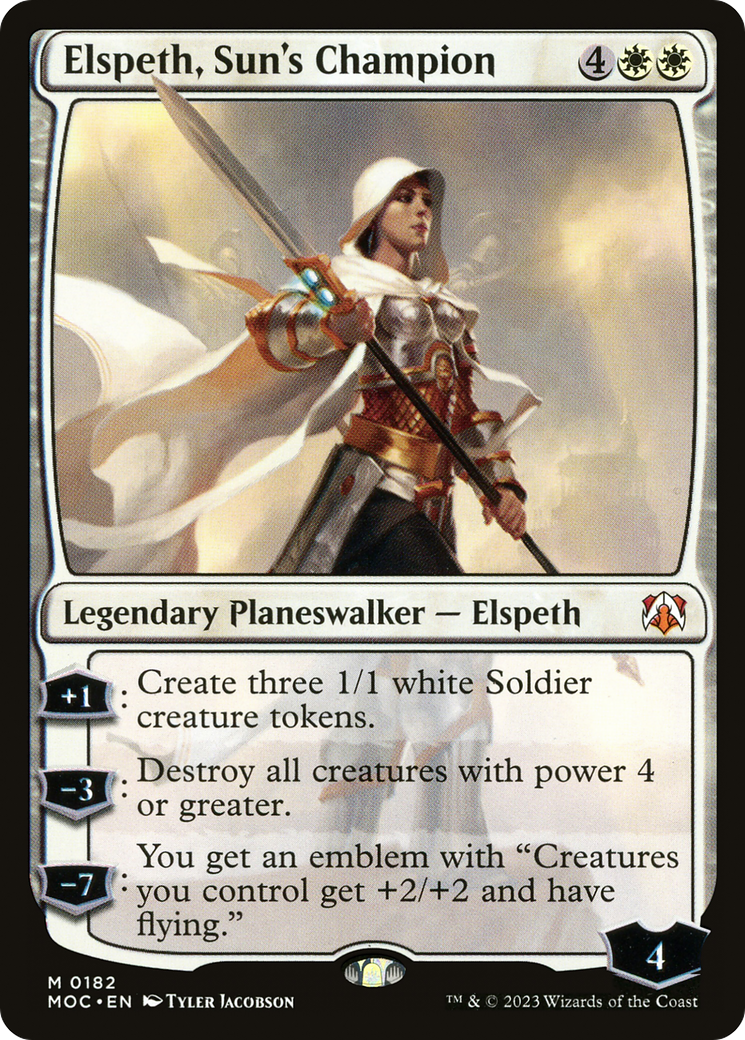 Elspeth, Sun's Champion 4
Legendary Planeswalker — Elspeth
+1 : Create three 1/1 white Soldier
creature tokens.
−3 : Destroy all creatures with power 4
or greater.
−7 : You get an emblem with “Creatures
you control get +2/+2 and have
flying.”
4
M 0182
MOC • EN Tyler Jacobson
™ & © 2023 Wizards of the Coast